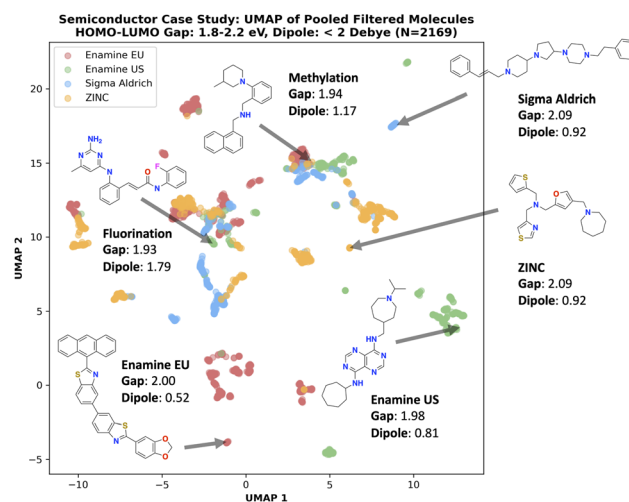 Semiconductor Case Study: UMAP of Pooled Filtered Molecules
HOMO-LUMO Gap: 1.8-2.2 eV, Dipole: < 2 Debye (N=2169)
Enamine EU
Enamine US
Sigma Aldrich
ZINC
Methylation
Gap: 1.94
Dipole: 1.17
Sigma Aldrich
Gap: 2.09
Dipole: 0.92
Fluorination
Gap: 1.93
Dipole: 1.79
ZINC
Gap: 2.09
Dipole: 0.92
Enamine EU
Gap: 2.00
Dipole: 0.52
Enamine US
Gap: 1.98
Dipole: 0.81
N
NH
N
N
N
NH2
N
N
N
O
F
N
S
N
O
N
S
N
S
N
S
N
O
O
N
HN
N
N
N
N
NH
UMAP 2
20
15
10
5
0
−5
−10
−5
0
5
10
UMAP 1